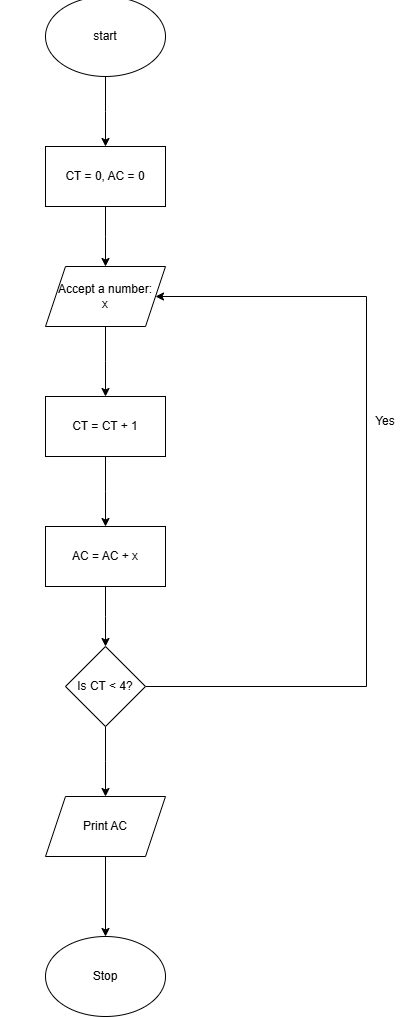 start
CT = 0, AC = 0
Accept a number:
x
CT = CT + 1
Yes
AC = AC + x
Is CT < 4?
Print AC
Stop